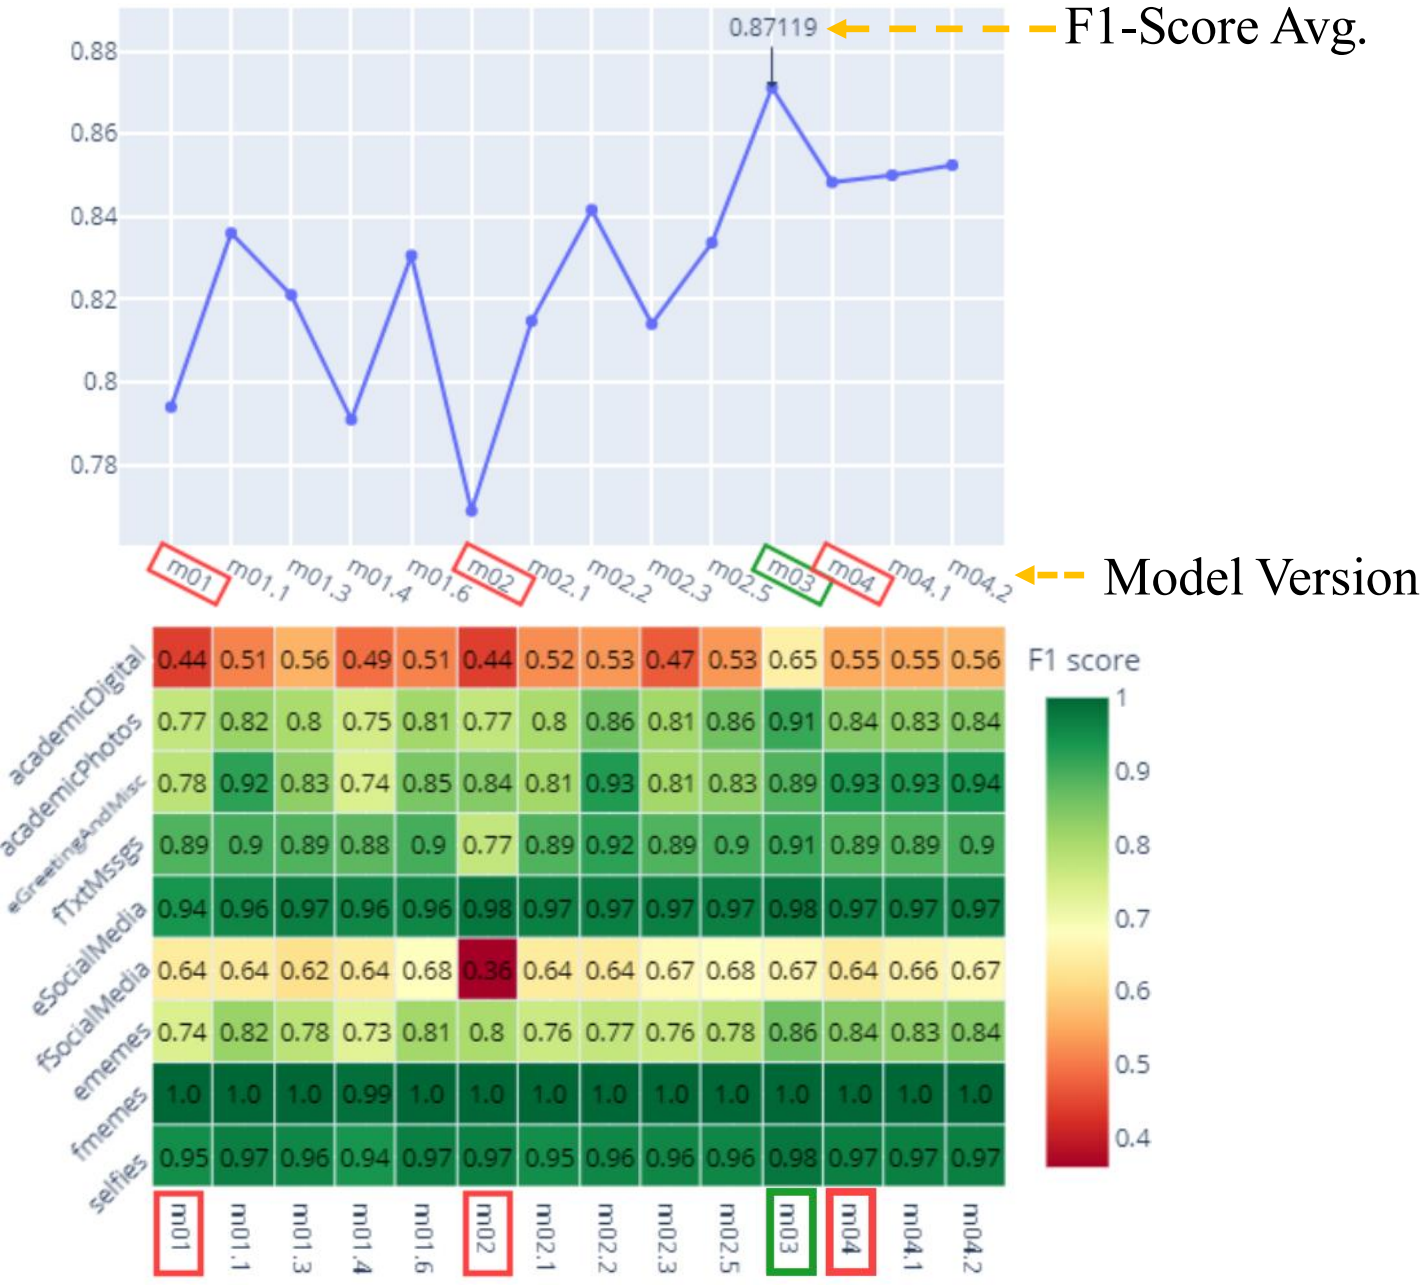 0.87119
F1-Score Avg.
0.88
0.86
0.84
0.82
0.8
0.78
m01 m01.1 m01.3 m01.4 m01.6 m02 m02.1 m02.2 m02.3 m02.5 m03 m04 m04.1 m04.2
Model Version
academicDigital 0.44 0.51 0.56 0.49 0.51 0.44 0.52 0.53 0.47 0.53 0.65 0.55 0.55 0.56
academicPhotos 0.77 0.82 0.8 0.75 0.81 0.77 0.8 0.86 0.81 0.86 0.91 0.84 0.83 0.84
eGreetingAndMisc 0.78 0.92 0.83 0.74 0.85 0.84 0.81 0.93 0.81 0.83 0.89 0.93 0.93 0.94
fTxtMssgs 0.89 0.9 0.89 0.88 0.9 0.77 0.89 0.92 0.89 0.9 0.91 0.89 0.89 0.9
eSocialMedia 0.94 0.96 0.97 0.96 0.96 0.98 0.97 0.97 0.97 0.97 0.98 0.97 0.97 0.97
fSocialMedia 0.64 0.64 0.62 0.64 0.68 0.36 0.64 0.64 0.67 0.68 0.67 0.64 0.66 0.67
ememes 0.74 0.82 0.78 0.73 0.81 0.8 0.76 0.77 0.76 0.78 0.86 0.84 0.83 0.84
fmemes 1.0 1.0 1.0 0.99 1.0 1.0 1.0 1.0 1.0 1.0 1.0 1.0 1.0 1.0
selfies 0.95 0.97 0.96 0.94 0.97 0.97 0.95 0.96 0.96 0.96 0.98 0.97 0.97 0.97
m01 m01.1 m01.3 m01.4 m01.6 m02 m02.1 m02.2 m02.3 m02.5 m03 m04 m04.1 m04.2
F1 score
1
0.9
0.8
0.7
0.6
0.5
0.4